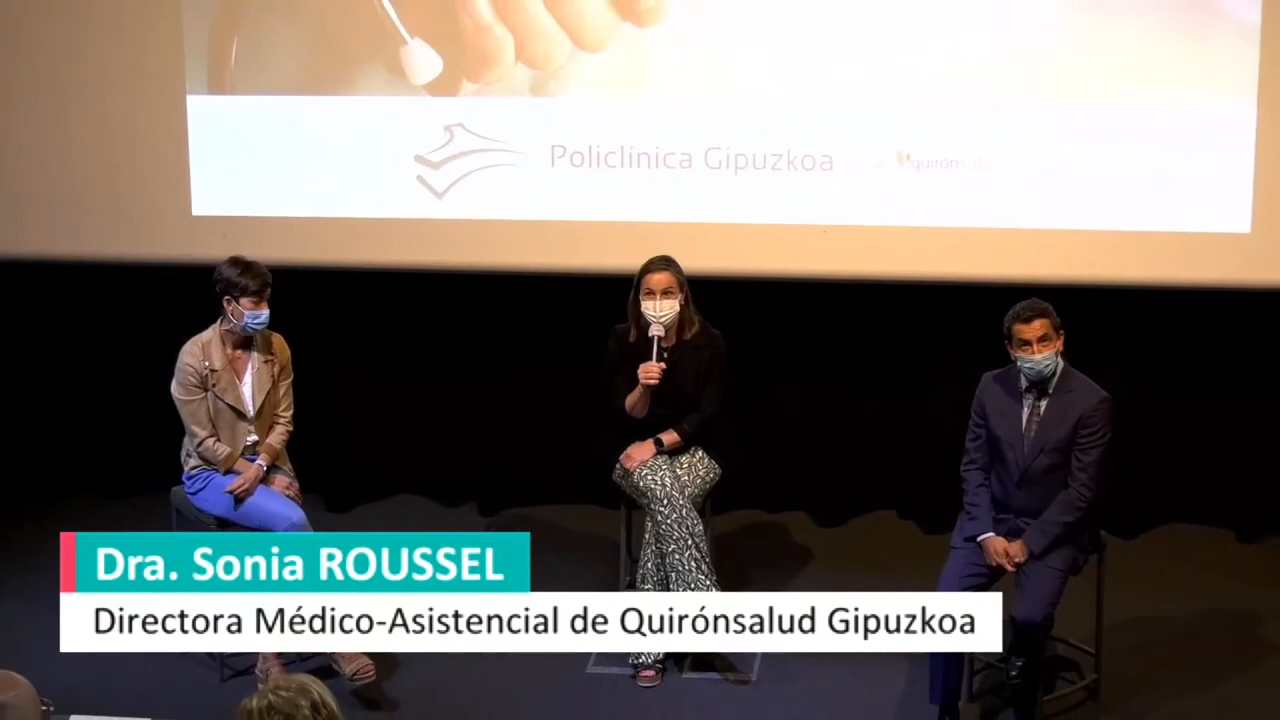 Policlínica Gipuzkoa
Dra. Sonia ROUSSEL
Directora Médico-Asistencial de Quirónsalud Gipuzkoa